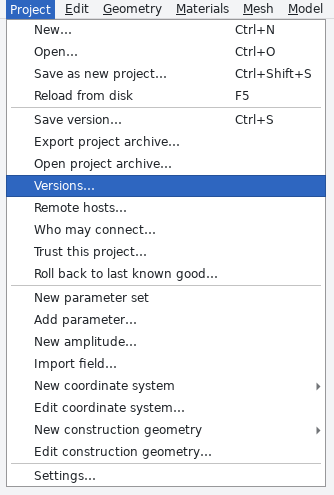 Project Edit Geometry Materials Mesh Model
New... Ctrl+N
Open... Ctrl+O
Save as new project... Ctrl+Shift+S
Reload from disk F5
Save version... Ctrl+S
Export project archive...
Open project archive...
Versions...
Remote hosts...
Who may connect...
Trust this project...
Roll back to last known good...
New parameter set
Add parameter...
New amplitude...
Import field...
New coordinate system
Edit coordinate system...
New construction geometry
Edit construction geometry...
Settings...